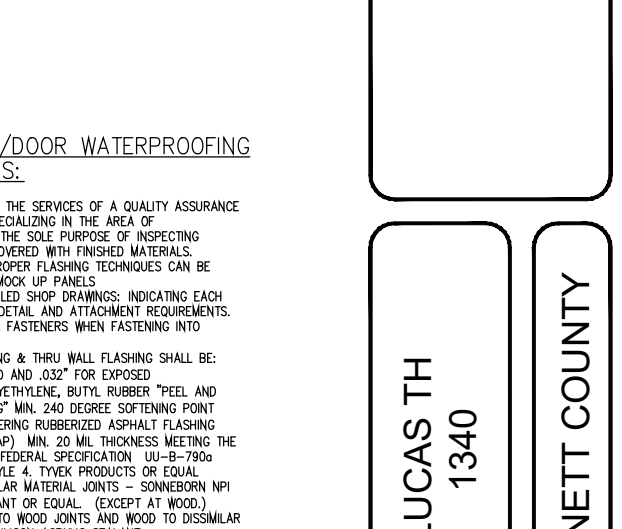 /DOOR WATERPROOFING
S:
THE SERVICES OF A QUALITY ASSURANCE
ECIALIZING IN THE AREA OF
THE SOLE PURPOSE OF INSPECTING
OVERED WITH FINISHED MATERIALS.
ROPER FLASHING TECHNIQUES CAN BE
MOCK UP PANELS
LED SHOP DRAWINGS: INDICATING EACH
DETAIL AND ATTACHMENT REQUIREMENTS.
FASTENERS WHEN FASTENING INTO
NG & THRU WALL FLASHING SHALL BE:
D AND .032" FOR EXPOSED
YETHYLENE, BUTYL RUBBER "PEEL AND
G" MIN. 240 DEGREE SOFTENING POINT
ERING RUBBERIZED ASPHALT FLASHING
AP) MIN. 20 MIL THICKNESS MEETING THE
FEDERAL SPECIFICATION UU-B-790a
YLE 4. TYVEK PRODUCTS OR EQUAL
LAR MATERIAL JOINTS - SONNEBORN NPI
ANT OR EQUAL. (EXCEPT AT WOOD.)
TO WOOD JOINTS AND WOOD TO DISSIMILAR
LUCAS TH
1340
NETT COUNTY